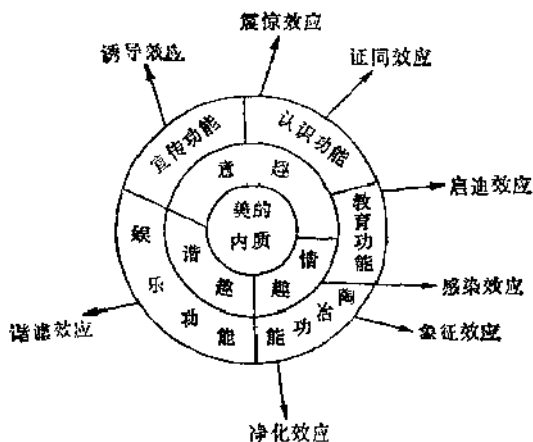 震惊效应
诱导效应
证同效应
宣传功能
认识功能
意趣
启迪效应
美的
内质
教育功能
谐趣
情趣
娱乐功能
陶冶功能
感染效应
谐谑效应
象征效应
净化效应